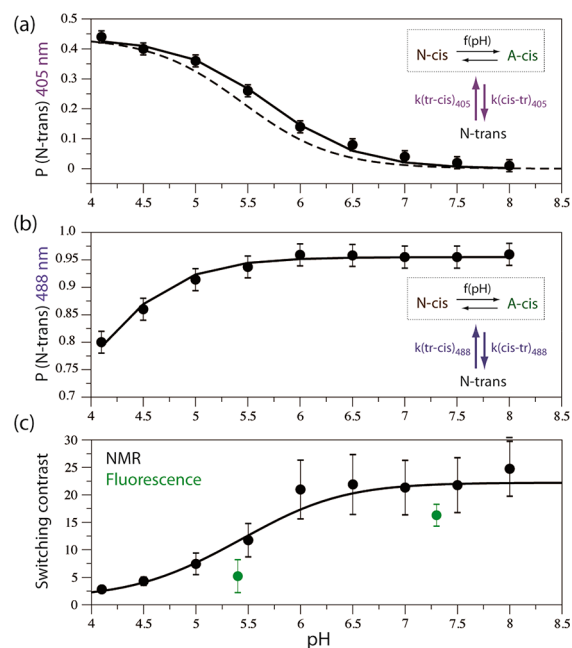 (a)
P (N-trans) 405 nm
0.5
0.4
0.3
0.2
0.1
0
4
4.5
5
5.5
6
6.5
7
7.5
8
8.5
N-cis
f(pH)
A-cis
k(tr-cis)405
k(cis-tr)405
N-trans
(b)
P (N-trans) 488 nm
1
0.95
0.9
0.85
0.8
0.75
0.7
4
4.5
5
5.5
6
6.5
7
7.5
8
8.5
N-cis
f(pH)
A-cis
k(tr-cis)488
k(cis-tr)488
N-trans
(c)
Switching contrast
30
25
20
15
10
5
0
NMR
Fluorescence
4
4.5
5
5.5
6
6.5
7
7.5
8
8.5
pH